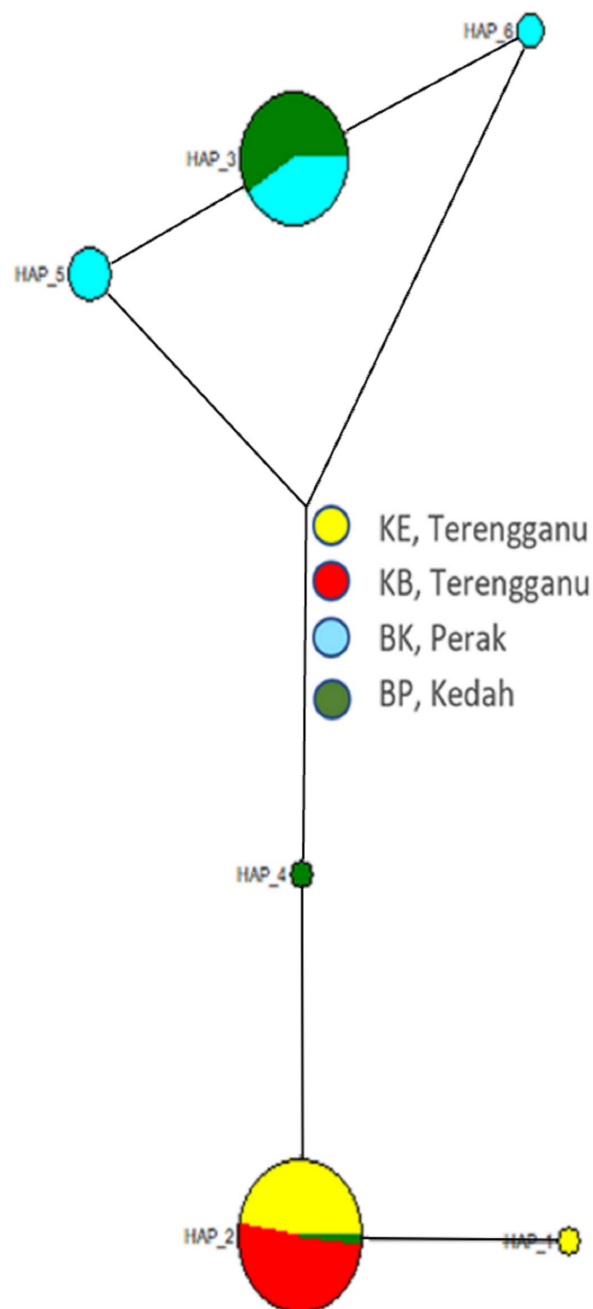 HAP_6
HAP_3
HAP_5
KE, Terengganu
KB, Terengganu
BK, Perak
BP, Kedah
HAP_4
HAP_2
HAP_1